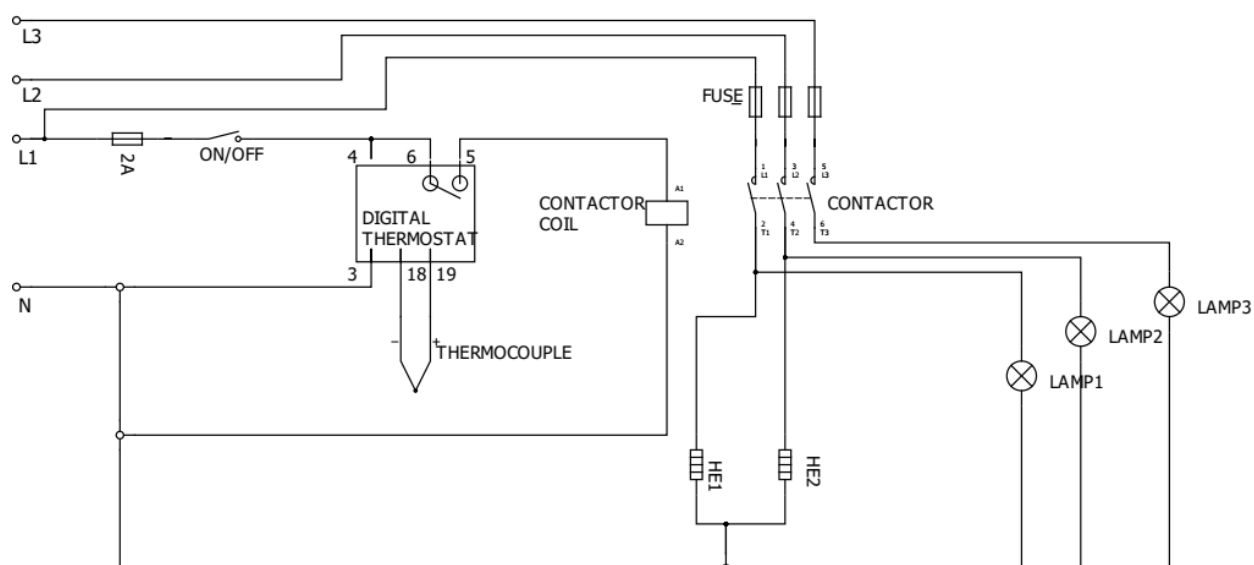 L3
L2
L1
2A
ON/OFF
FUSE
4 6 5
DIGITAL
THERMOSTAT
3 18 19
N
- +
THERMOCOUPLE
CONTACTOR
COIL
A1
A2
1 3 5
L1 L2 L3
CONTACTOR
2 4 6
T1 T2 T3
HE1
HE2
LAMP3
LAMP2
LAMP1